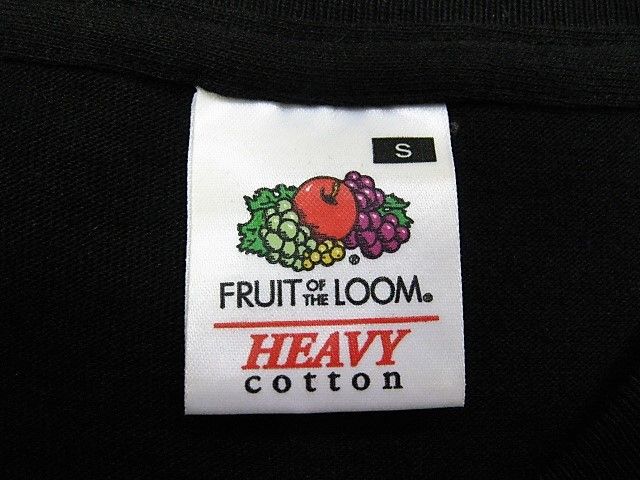 S
®
FRUIT OF THE LOOM®
HEAVY
cotton